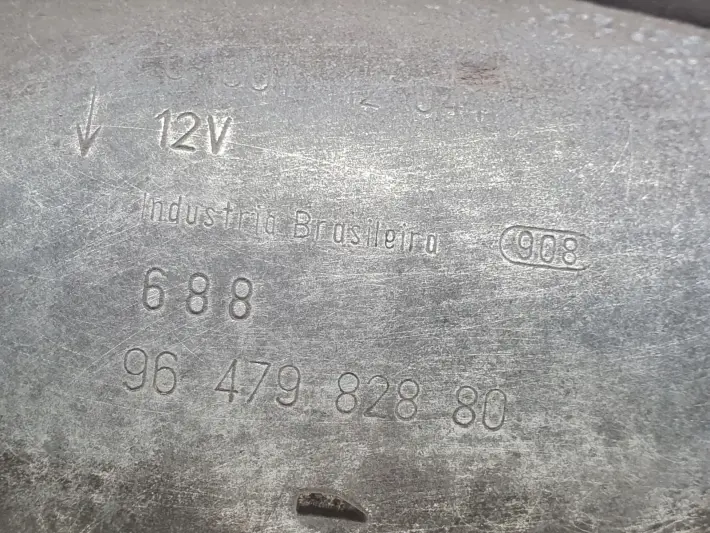 12V
Industria Brasileira 908
688
96 479 828 80